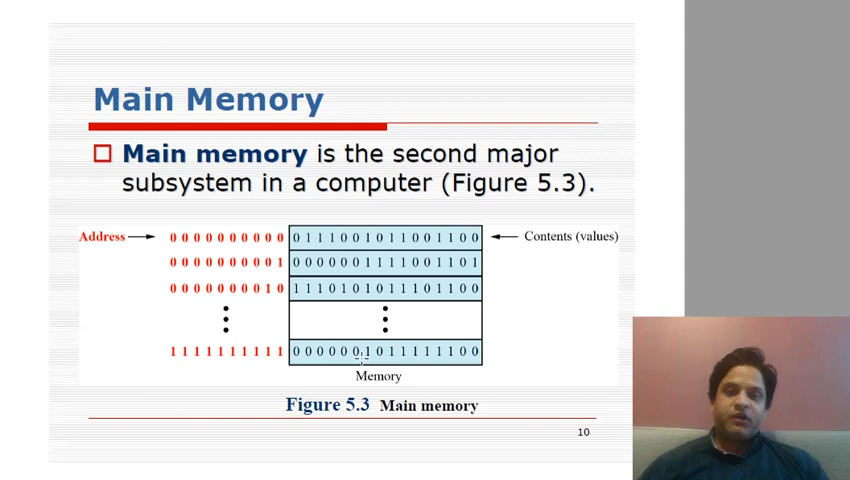 Main Memory
Main memory is the second major
subsystem in a computer (Figure 5.3).
Address 0 0 0 0 0 0 0 0 0 0 0 1 1 1 0 0 1 0 1 1 0 0 1 1 0 0 Contents (values)
0 0 0 0 0 0 0 0 0 1 0 0 0 0 0 0 1 1 1 1 0 0 1 1 0 1
0 0 0 0 0 0 0 0 1 0 1 1 1 0 1 0 1 0 1 1 1 0 1 1 0 0
1 1 1 1 1 1 1 1 1 1 0 0 0 0 0 0 1 0 1 1 1 1 1 1 0 0
Memory
Figure 5.3 Main memory
10